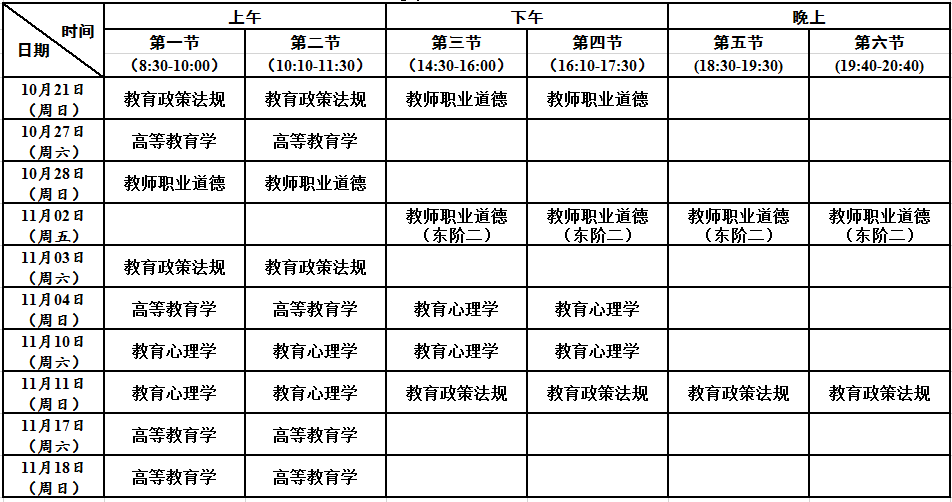 上午 下午 晚上
时间
日期
第一节 第二节 第三节 第四节 第五节 第六节
（8:30-10:00） （10:10-11:30） （14:30-16:00） （16:10-17:30） (18:30-19:30) (19:40-20:40)
10月21日
（周日）
教育政策法规 教育政策法规 教师职业道德 教师职业道德
10月27日
（周六）
高等教育学 高等教育学
10月28日
（周日）
教师职业道德 教师职业道德
11月02日
（周五）
教师职业道德 教师职业道德 教师职业道德 教师职业道德
（东阶二） （东阶二） （东阶二） （东阶二）
11月03日
（周六）
教育政策法规 教育政策法规
11月04日
（周日）
高等教育学 高等教育学 教育心理学 教育心理学
11月10日
（周六）
教育心理学 教育心理学 教育心理学 教育心理学
11月11日
（周日）
教育心理学 教育心理学 教育政策法规 教育政策法规 教育政策法规 教育政策法规
11月17日
（周六）
高等教育学 高等教育学
11月18日
（周日）
高等教育学 高等教育学